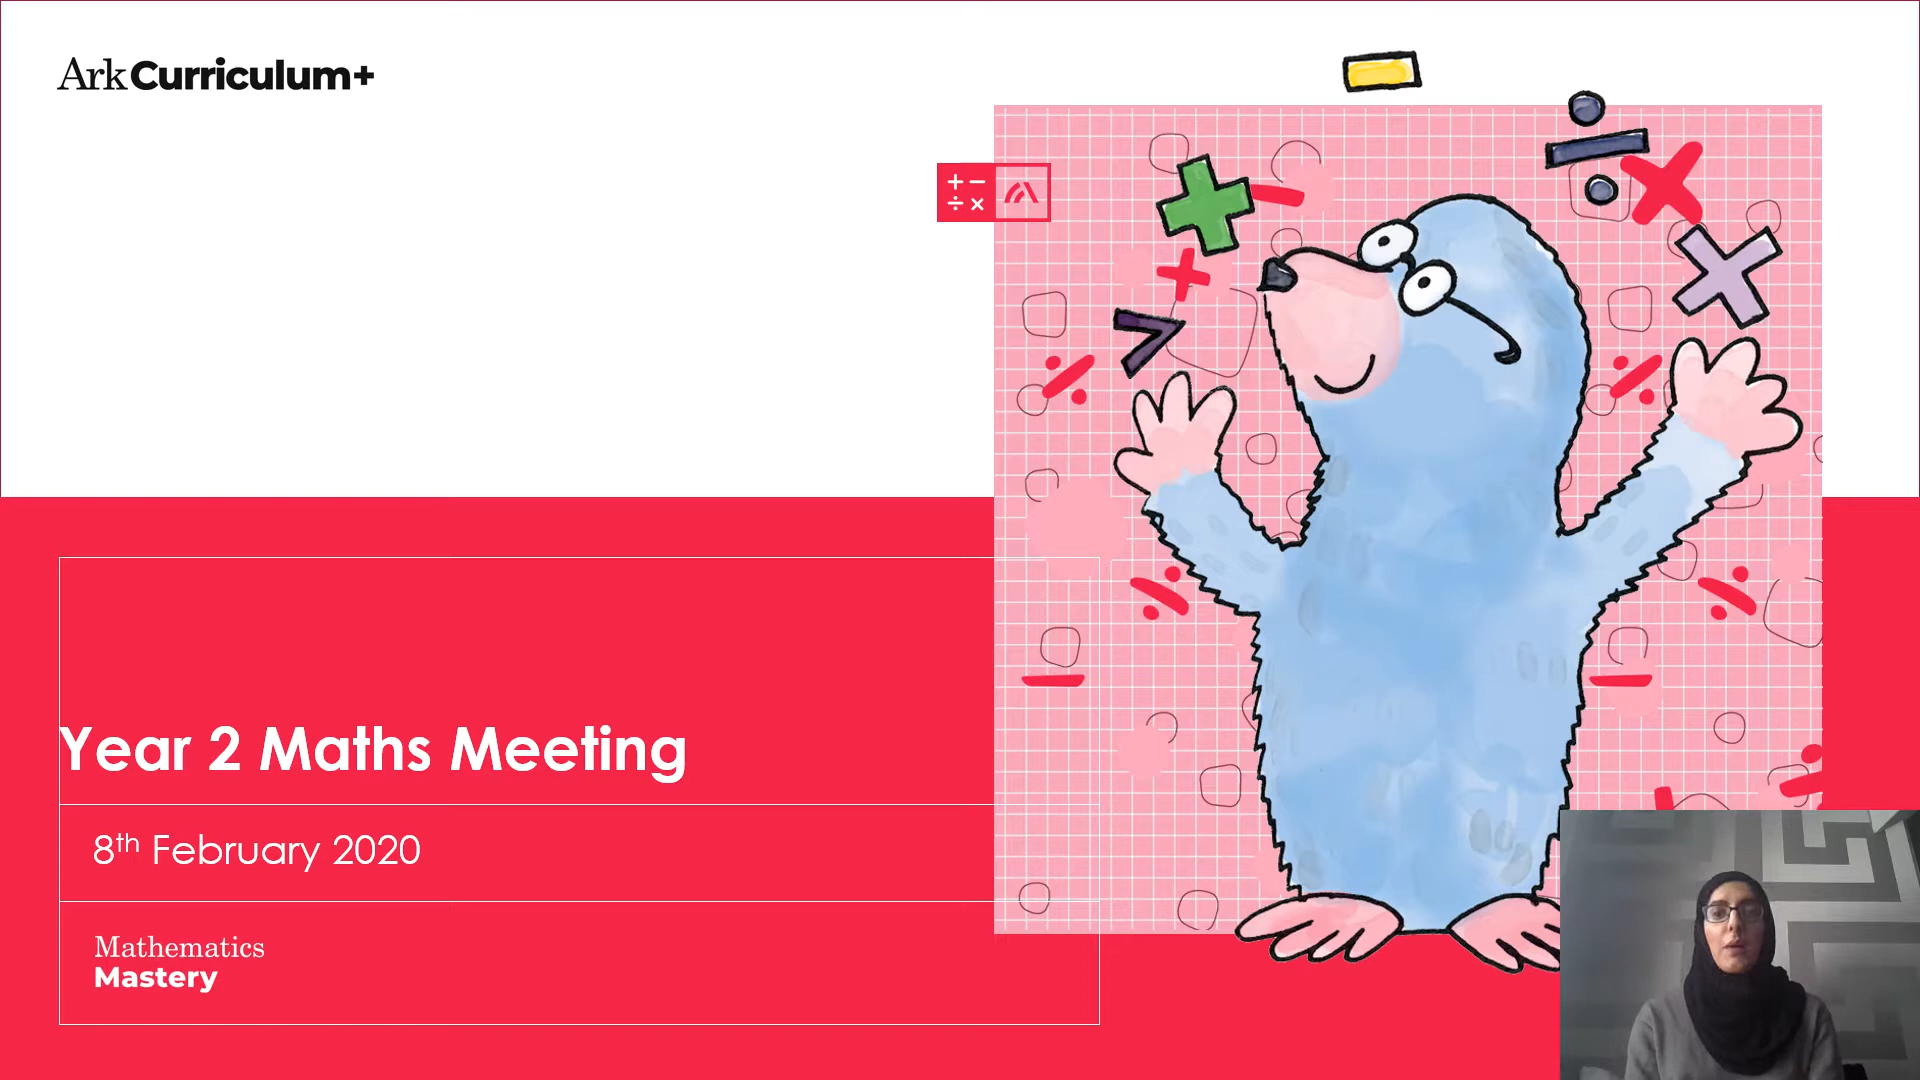 Ark Curriculum+
Year 2 Maths Meeting
8th February 2020
Mathematics
Mastery